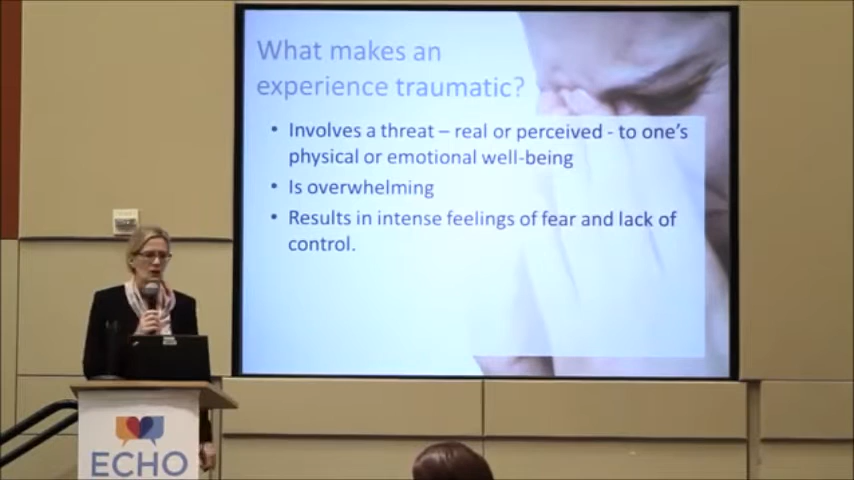 What makes an
experience traumatic?
• Involves a threat – real or perceived - to one's
physical or emotional well-being
• Is overwhelming
• Results in intense feelings of fear and lack of
control.
ECHO